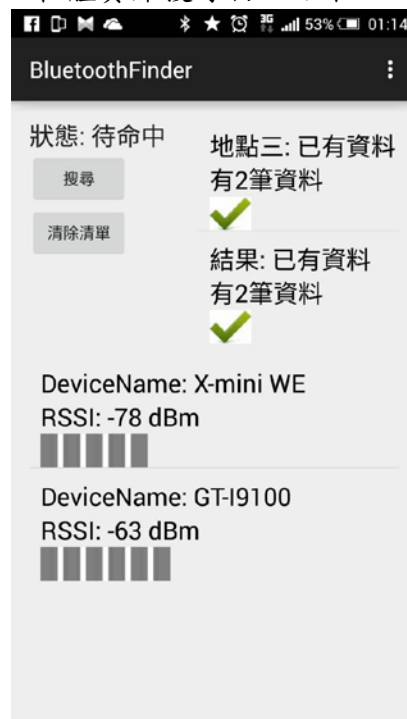 3G 53% 01:14
BluetoothFinder
狀態: 待命中
搜尋
清除清單
地點三: 已有資料
有2筆資料
結果: 已有資料
有2筆資料
DeviceName: X-mini WE
RSSI: -78 dBm
DeviceName: GT-I9100
RSSI: -63 dBm